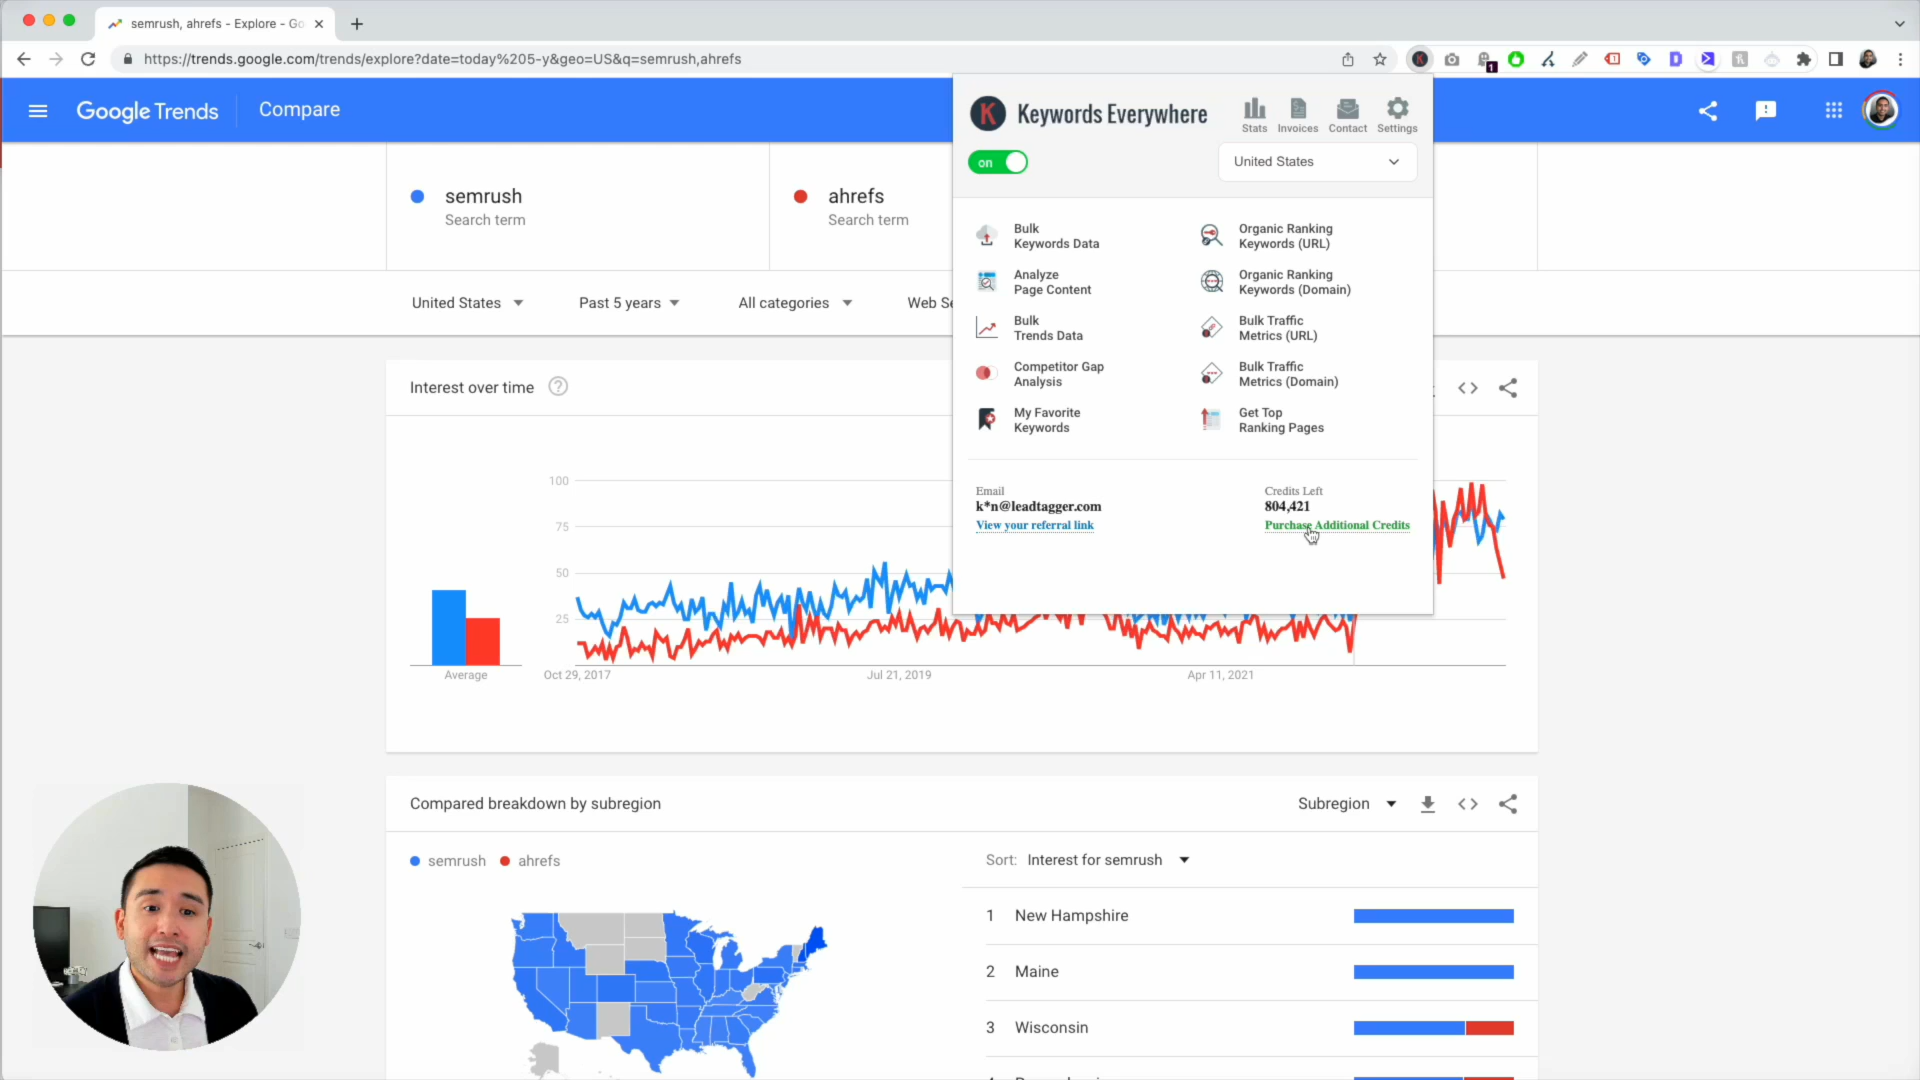 semrush, ahrefs - Explore - Go
https://trends.google.com/trends/explore?date=today%205-y&geo=US&q=semrush,ahrefs
1
Google Trends
Compare
K Keywords Everywhere
Stats
Invoices
Contact
Settings
on
United States
semrush
Search term
ahrefs
Search term
Bulk
Keywords Data
Organic Ranking
Keywords (URL)
Analyze
Page Content
Organic Ranking
Keywords (Domain)
United States
Past 5 years
All categories
Web Se
Bulk
Trends Data
Bulk Traffic
Metrics (URL)
Competitor Gap
Analysis
Bulk Traffic
Metrics (Domain)
My Favorite
Keywords
Get Top
Ranking Pages
Interest over time
Email
k*n@leadtagger.com
View your referral link
Credits Left
804,421
Purchase Additional Credits
100
75
50
25
Average
Oct 29, 2017
Jul 21, 2019
Apr 11, 2021
Compared breakdown by subregion
Subregion
semrush
ahrefs
Sort: Interest for semrush
1 New Hampshire
2 Maine
3 Wisconsin